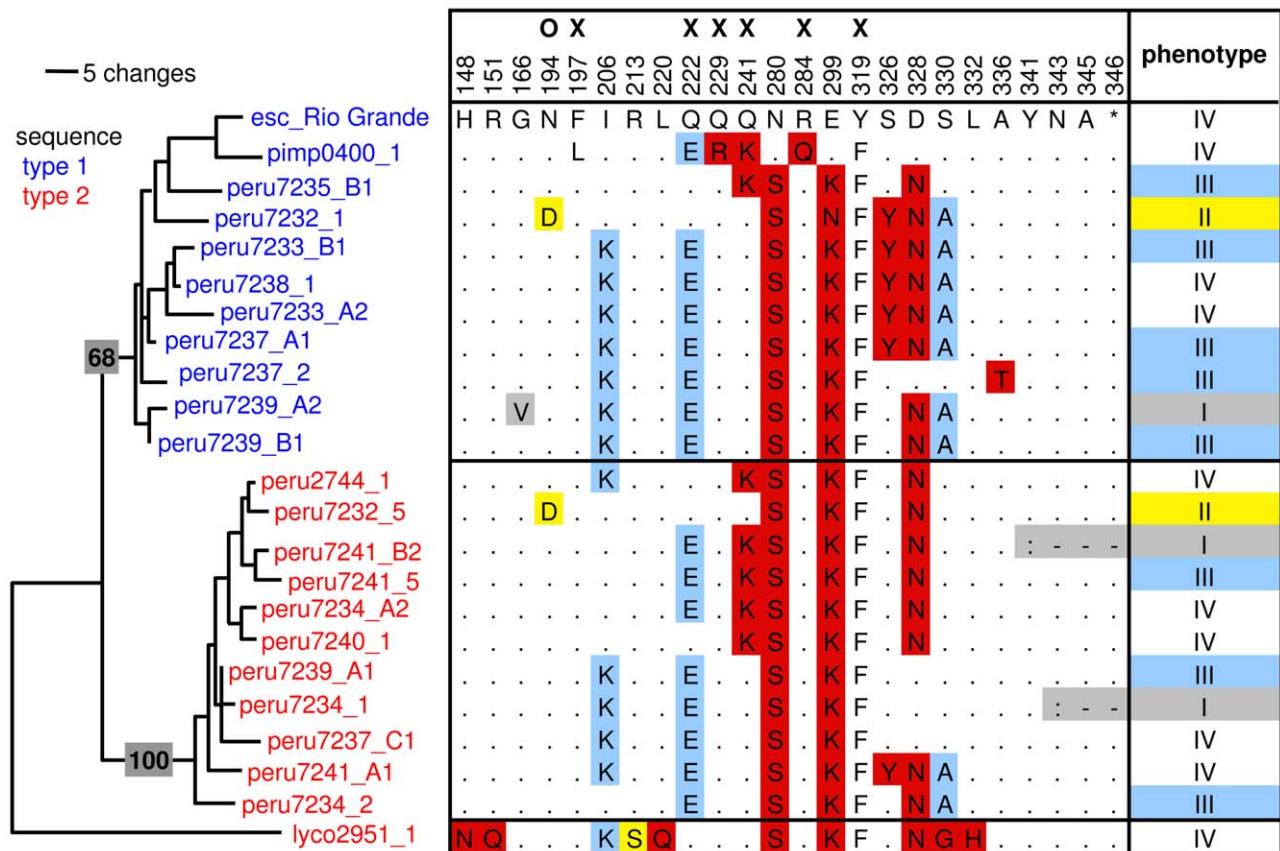 O X X X X X X
148 151 166 194 197 206 213 220 222 229 241 280 284 299 319 326 328 330 332 336 341 343 345 346 phenotype
5 changes
sequence
type 1
type 2
esc_Rio Grande H R G N F I R L Q Q Q N R E Y S D S L A Y N A * IV
pimp0400_1 . . . . L . . . E R K . Q . F . . . . . . . . . IV
peru7235_B1 . . . . . . . . . . K S . K F . N . . . . . . . III
peru7232_1 . . . D . . . . . . . S . N F Y N A . . . . . . II
peru7233_B1 . . . . . K . . E . . S . K F Y N A . . . . . . III
peru7238_1 . . . . . K . . E . . S . K F Y N A . . . . . . IV
peru7233_A2 . . . . . K . . E . . S . K F Y N A . . . . . . IV
peru7237_A1 . . . . . K . . E . . S . K F Y N A . . . . . . III
68
peru7237_2 . . . . . K . . E . . S . K F . . . . T . . . . III
peru7239_A2 . . V . . K . . E . . S . K F . N A . . . . . . I
peru7239_B1 . . . . . K . . E . . S . K F . N A . . . . . . III
peru2744_1 . . . . . K . . . . K S . K F . N . . . . . . . IV
peru7232_5 . . . D . . . . . . . S . K F . N . . . . . . . II
peru7241_B2 . . . . . . . . E . K S . K F . N . . . : - - - I
peru7241_5 . . . . . . . . E . K S . K F . N . . . . . . . III
peru7234_A2 . . . . . . . . E . K S . K F . N . . . . . . . IV
peru7240_1 . . . . . . . . . . K S . K F . N . . . . . . . IV
peru7239_A1 . . . . . K . . E . . S . K F . . . . . . . . . III
peru7234_1 . . . . . K . . E . . S . K F . . . . . . : - - I
peru7237_C1 . . . . . K . . E . . S . K F . . . . . . . . . IV
100
peru7241_A1 . . . . . K . . E . . S . K F Y N A . . . . . . IV
peru7234_2 . . . . . . . . E . . S . K F . N A . . . . . . III
lyco2951_1 N Q . . . K S Q . . . S . K F . N G H . . . . . IV